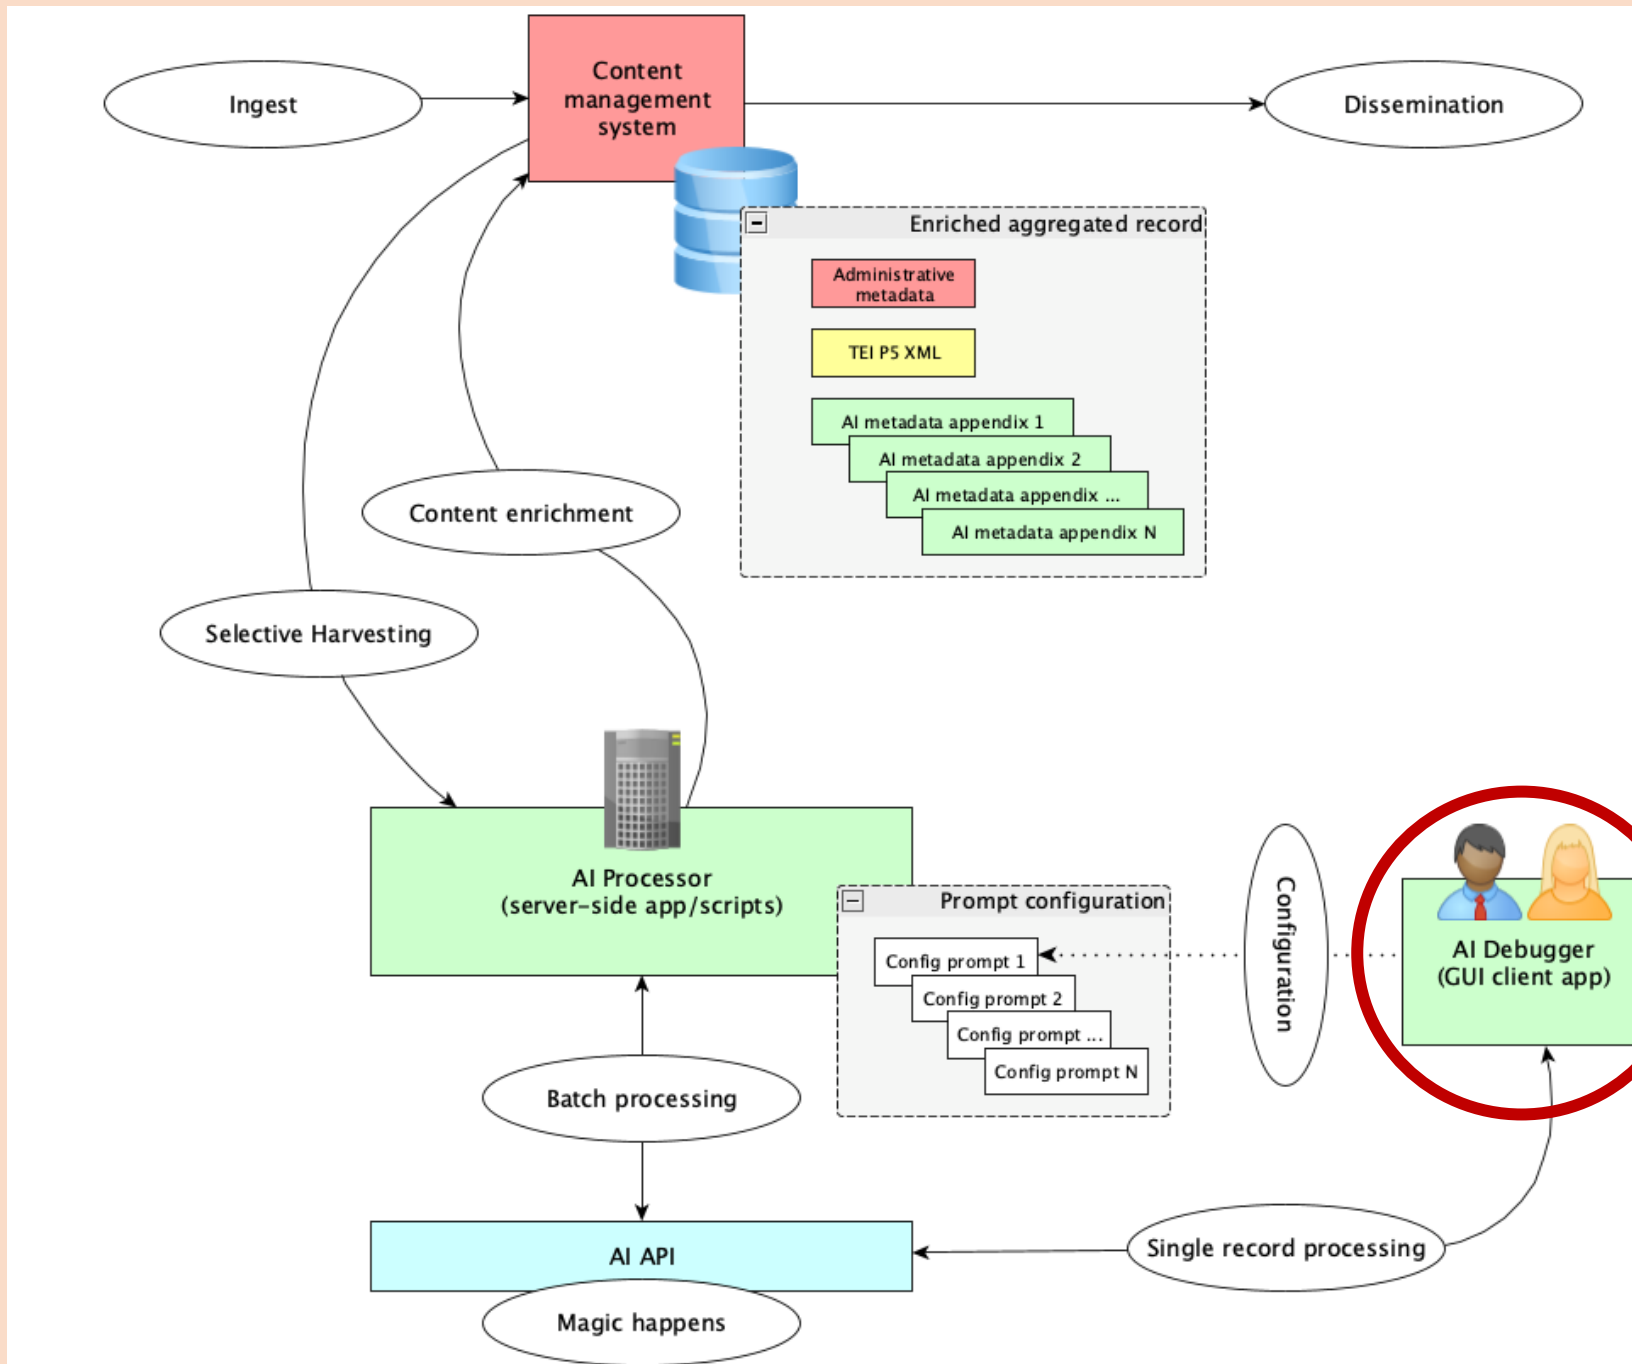 Ingest
Content
management
system
Dissemination
Enriched aggregated record
Administrative
metadata
TEI P5 XML
AI metadata appendix 1
AI metadata appendix 2
AI metadata appendix ...
AI metadata appendix N
Content enrichment
Selective Harvesting
AI Processor
(server-side app/scripts)
Prompt configuration
Config prompt 1
Config prompt 2
Config prompt ...
Config prompt N
Configuration
AI Debugger
(GUI client app)
Batch processing
Single record processing
AI API
Magic happens